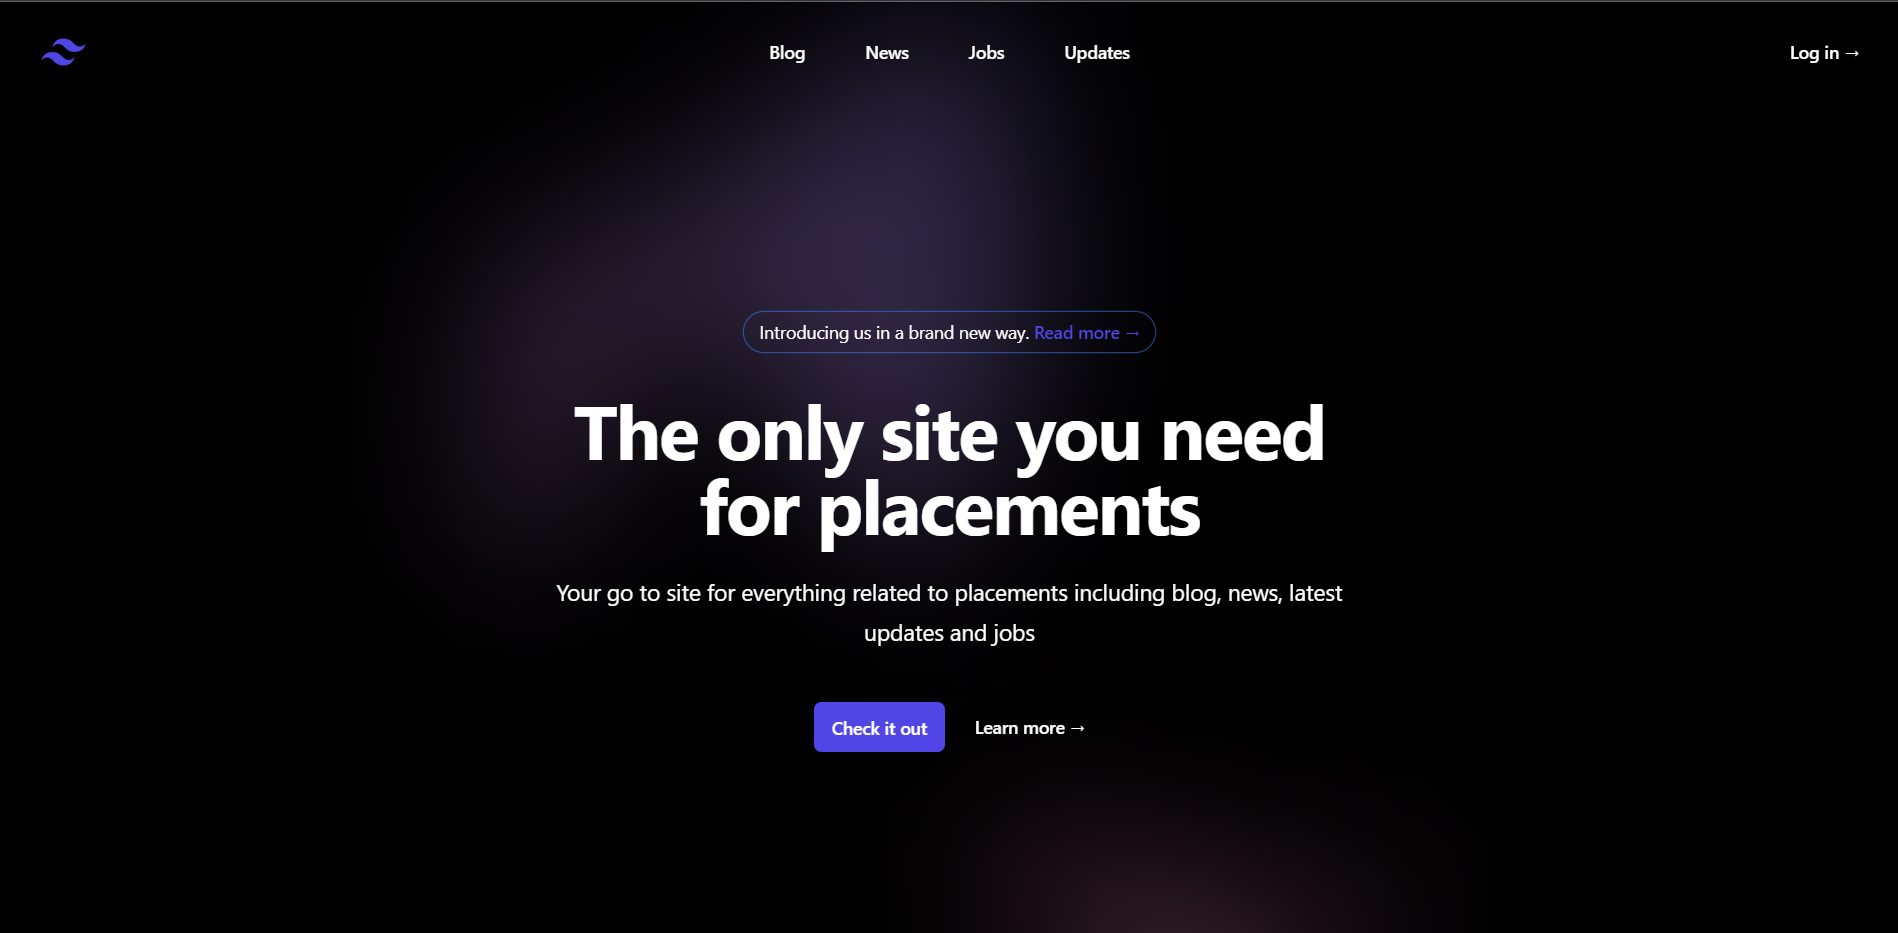 Blog News Jobs Updates Log in →
Introducing us in a brand new way. Read more →
The only site you need
for placements
Your go to site for everything related to placements including blog, news, latest
updates and jobs
Check it out Learn more →